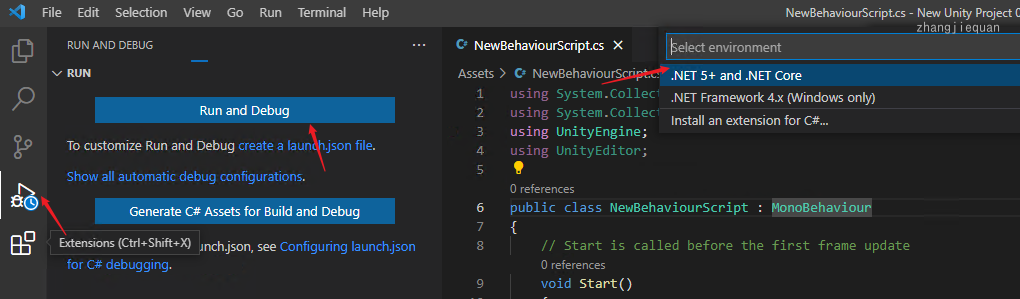 File Edit Selection View Go Run Terminal Help NewBehaviourScript.cs - New Unity Project
zhangjiequan
RUN AND DEBUG ...
RUN
Run and Debug
To customize Run and Debug create a launch.json file.
Show all automatic debug configurations.
Generate C# Assets for Build and Debug
Extensions (Ctrl+Shift+X)
unch.json, see Configuring launch.json
for C# debugging.
NewBehaviourScript.cs
Assets > NewBehaviourScript.cs
1 using System.Collect
2 using System.Collect
3 using UnityEngine;
4 using UnityEditor;
5
0 references
6 public class NewBehaviourScript : MonoBehaviour
7 {
8 // Start is called before the first frame update
0 references
9 void Start()
{
Select environment
.NET 5+ and .NET Core
.NET Framework 4.x (Windows only)
Install an extension for C#...